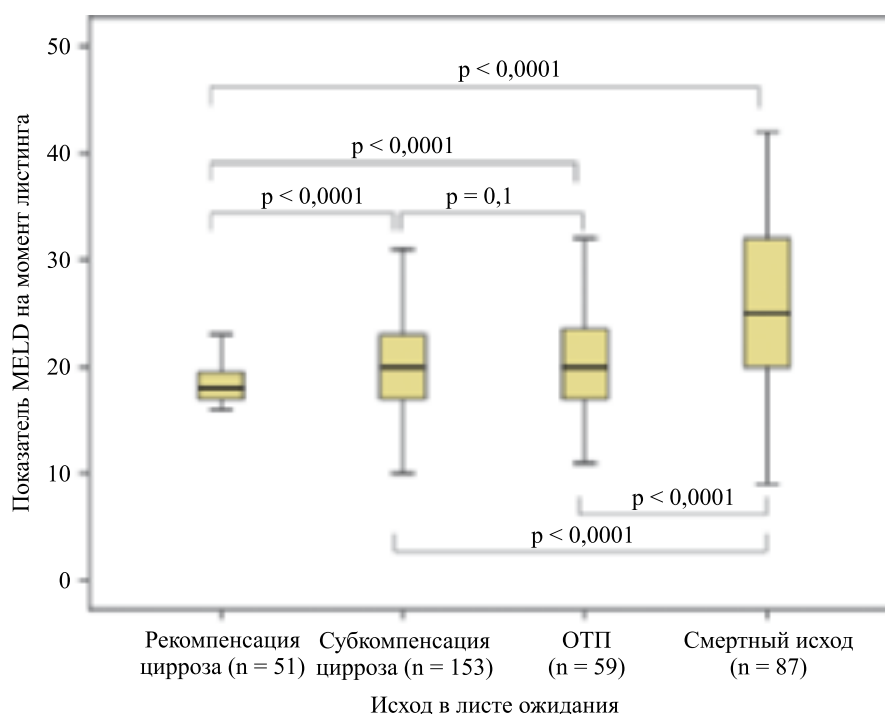 50
p < 0,0001
40
p < 0,0001
p < 0,0001
p = 0,1
30
20
10
p < 0,0001
p < 0,0001
0
Показатель MELD на момент листинга
Рекомпенсация
цирроза (n = 51)
Субкомпенсация
цирроза (n = 153)
ОТП
(n = 59)
Смертный исход
(n = 87)
Исход в листе ожидания